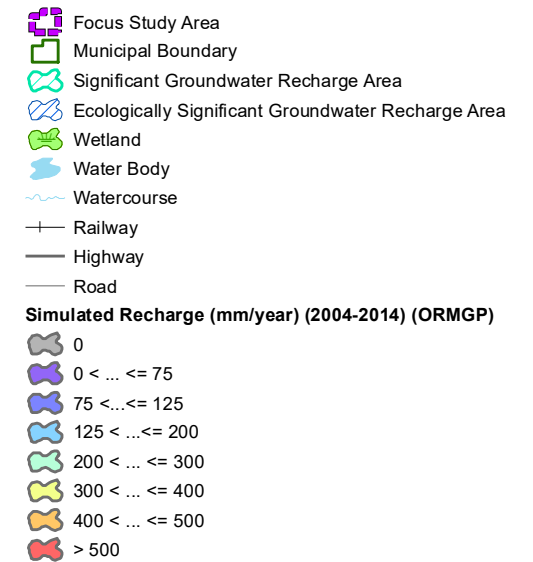 Focus Study Area
Municipal Boundary
Significant Groundwater Recharge Area
Ecologically Significant Groundwater Recharge Area
Wetland
Water Body
Watercourse
Railway
Highway
Road
Simulated Recharge (mm/year) (2004-2014) (ORMGP)
0
0 < ... <= 75
75 <...<= 125
125 < ...<= 200
200 < ... <= 300
300 < ... <= 400
400 < ... <= 500
> 500